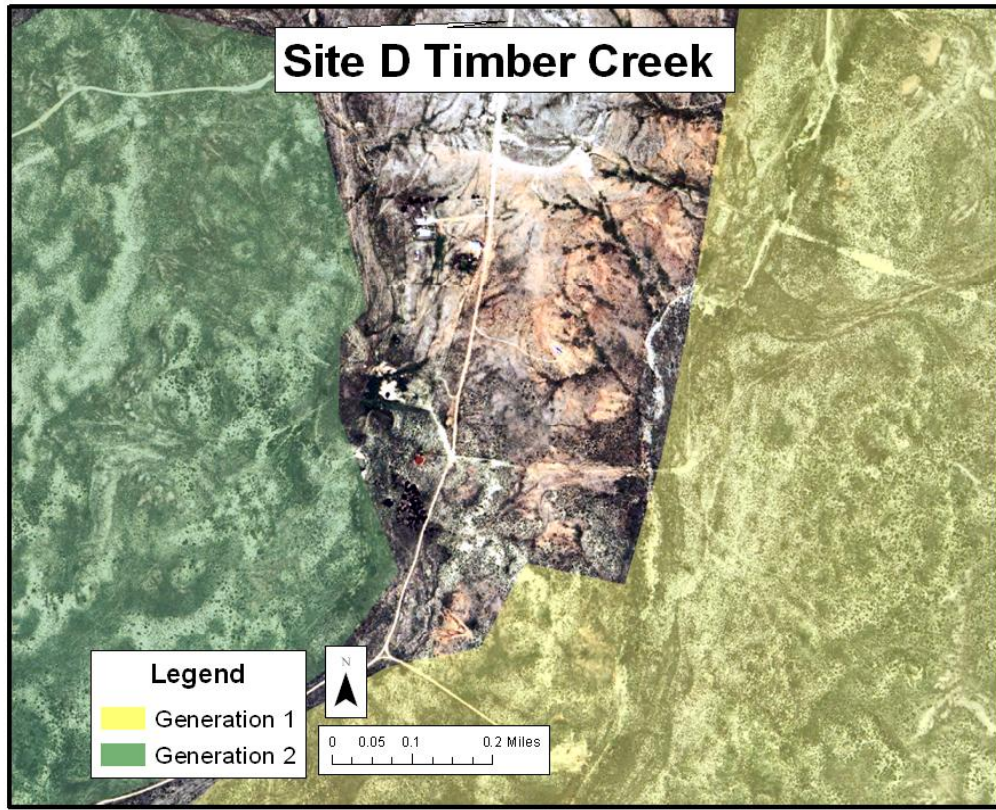 Site D Timber Creek
Legend
Generation 1
Generation 2
N
0 0.05 0.1 0.2 Miles